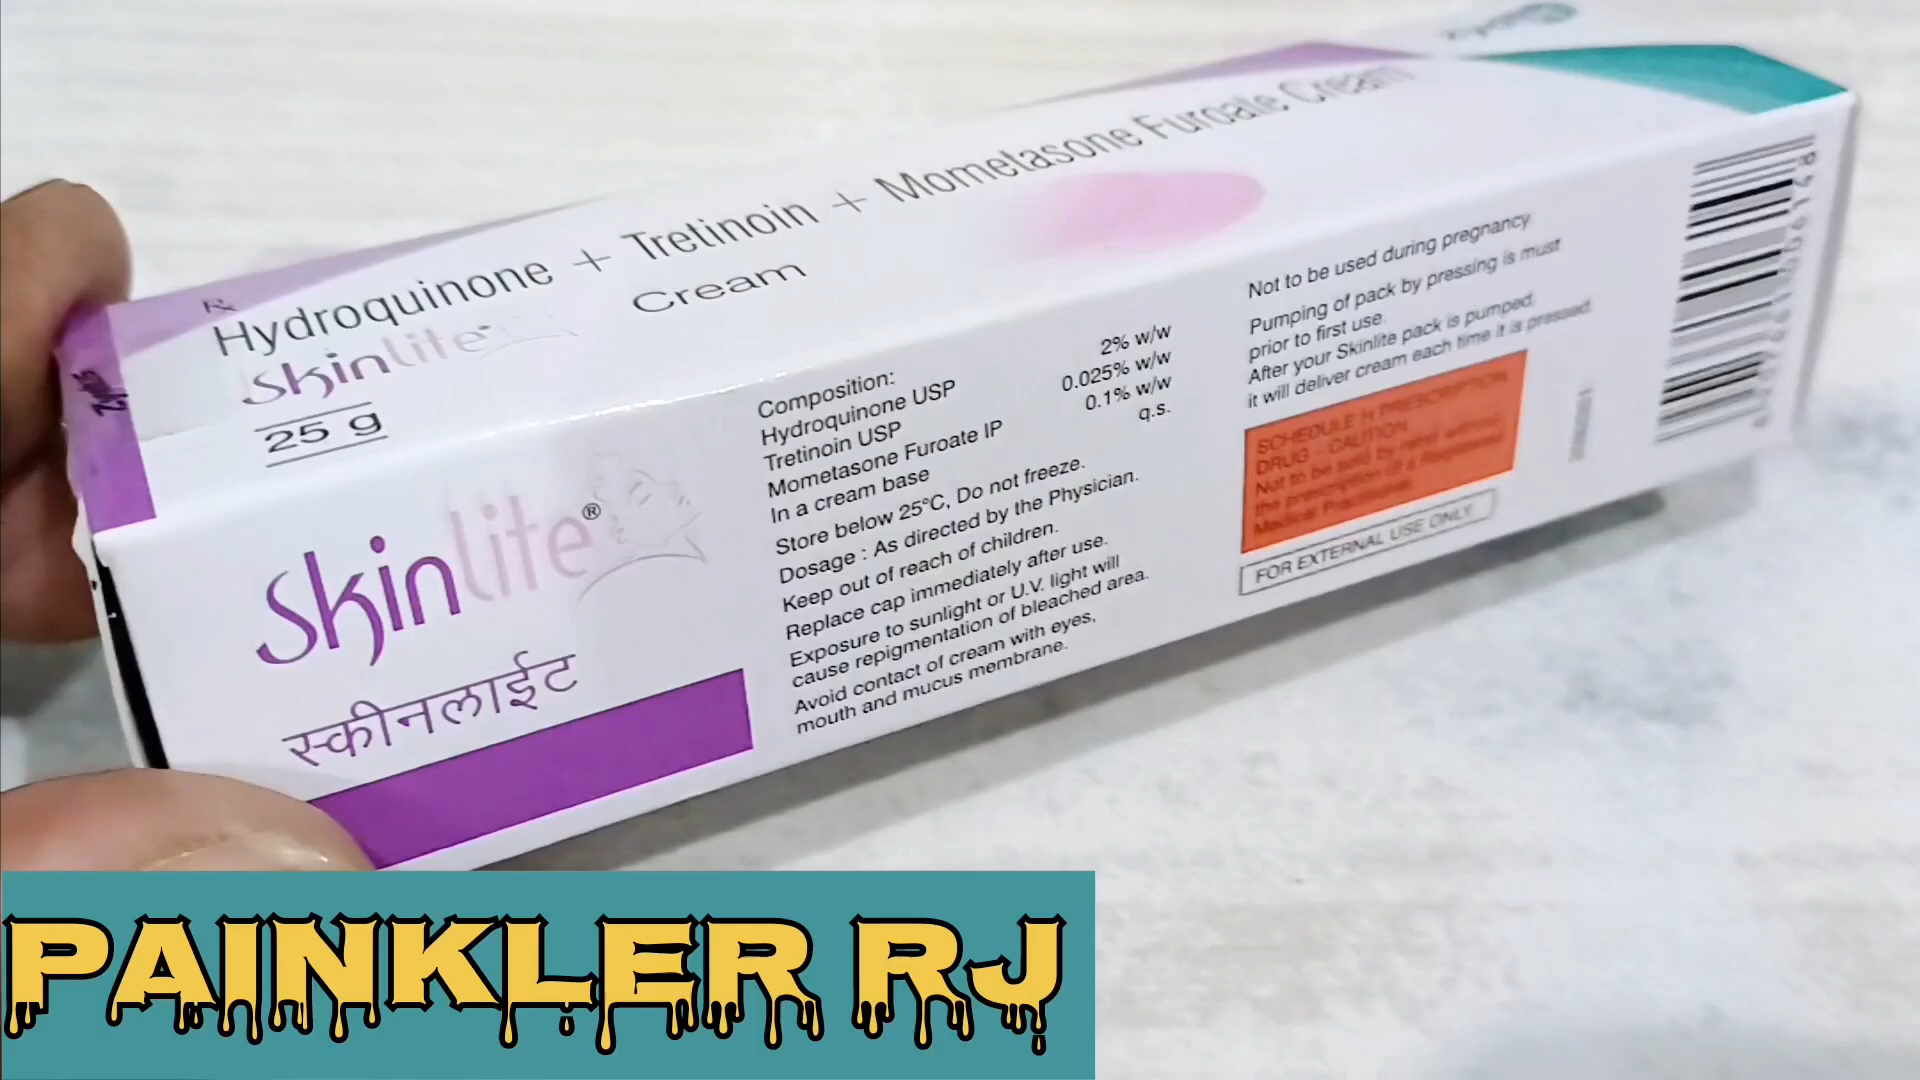 Rx
Hydroquinone + Tretinoin + Mometasone Furoate Cream
Skinlite Cream
25 g
Skinlite®
स्कीनलाईट
Composition:
Hydroquinone USP 2% w/w
Tretinoin USP 0.025% w/w
Mometasone Furoate IP 0.1% w/w
In a cream base q.s.
Store below 25°C, Do not freeze.
Dosage : As directed by the Physician.
Keep out of reach of children.
Replace cap immediately after use.
Exposure to sunlight or U.V. light will
cause repigmentation of bleached area.
Avoid contact of cream with eyes,
mouth and mucus membrane.
Not to be used during pregnancy
Pumping of pack by pressing is must
prior to first use.
After your Skinlite pack is pumped,
it will deliver cream each time it is pressed.
SCHEDULE H PRESCRIPTION
DRUG - CAUTION
Not to be sold by retail without
the prescription of a Registered
Medical Practitioner
FOR EXTERNAL USE ONLY
PAINKLER RJ